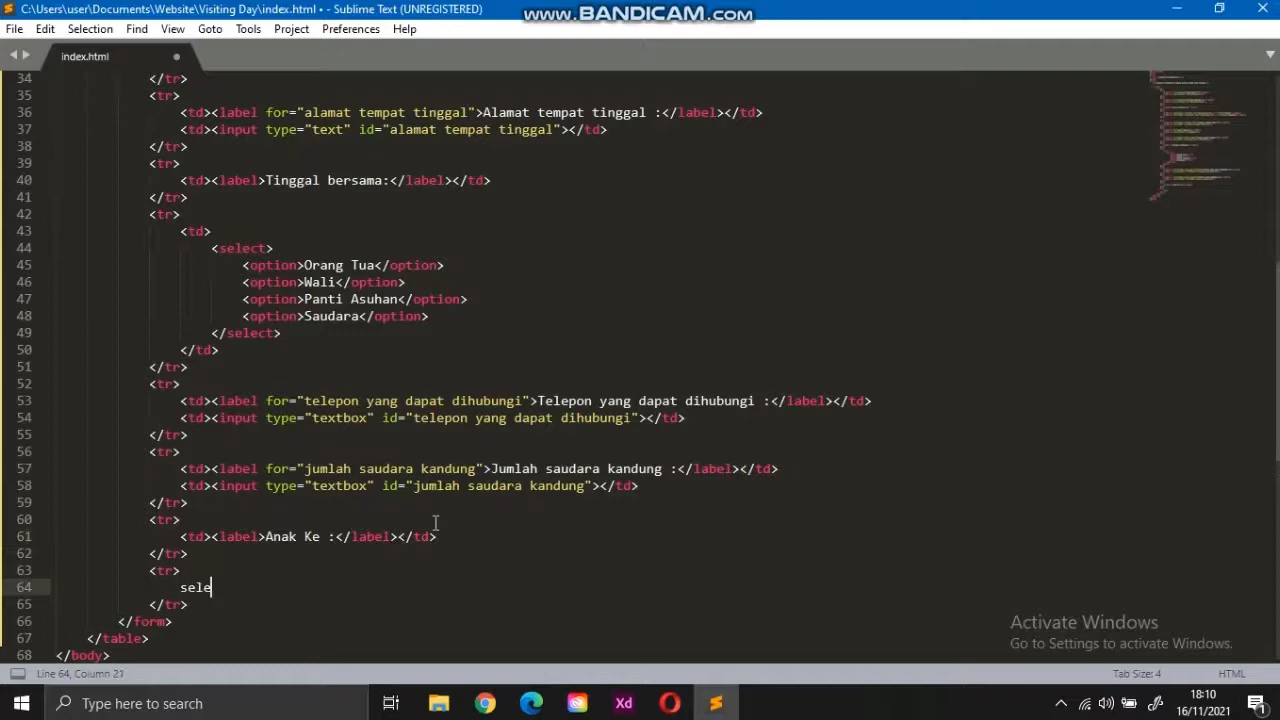 C:\Users\user\Documents\Website\Visiting Day\index.html • - Sublime Text (UNREGISTERED)
www.BANDICAM.com
File Edit Selection Find View Goto Tools Project Preferences Help
index.html
34 </tr>
35 <tr>
36 <td><label for="alamat tempat tinggal">Alamat tempat tinggal :</label></td>
37 <td><input type="text" id="alamat tempat tinggal"></td>
38 </tr>
39 <tr>
40 <td><label>Tinggal bersama:</label></td>
41 </tr>
42 <tr>
43 <td>
44 <select>
45 <option>Orang Tua</option>
46 <option>Wali</option>
47 <option>Panti Asuhan</option>
48 <option>Saudara</option>
49 </select>
50 </td>
51 </tr>
52 <tr>
53 <td><label for="telepon yang dapat dihubungi">Telepon yang dapat dihubungi :</label></td>
54 <td><input type="textbox" id="telepon yang dapat dihubungi"></td>
55 </tr>
56 <tr>
57 <td><label for="jumlah saudara kandung">Jumlah saudara kandung :</label></td>
58 <td><input type="textbox" id="jumlah saudara kandung"></td>
59 </tr>
60 <tr>
61 <td><label>Anak Ke :</label></td>
62 </tr>
63 <tr>
64 sele
65 </tr>
66 </form>
67 </table>
68 </body>
Activate Windows
Go to Settings to activate Windows.
Line 64, Column 21
Tab Size: 4
HTML
Type here to search
Xd
18:10
16/11/2021
1